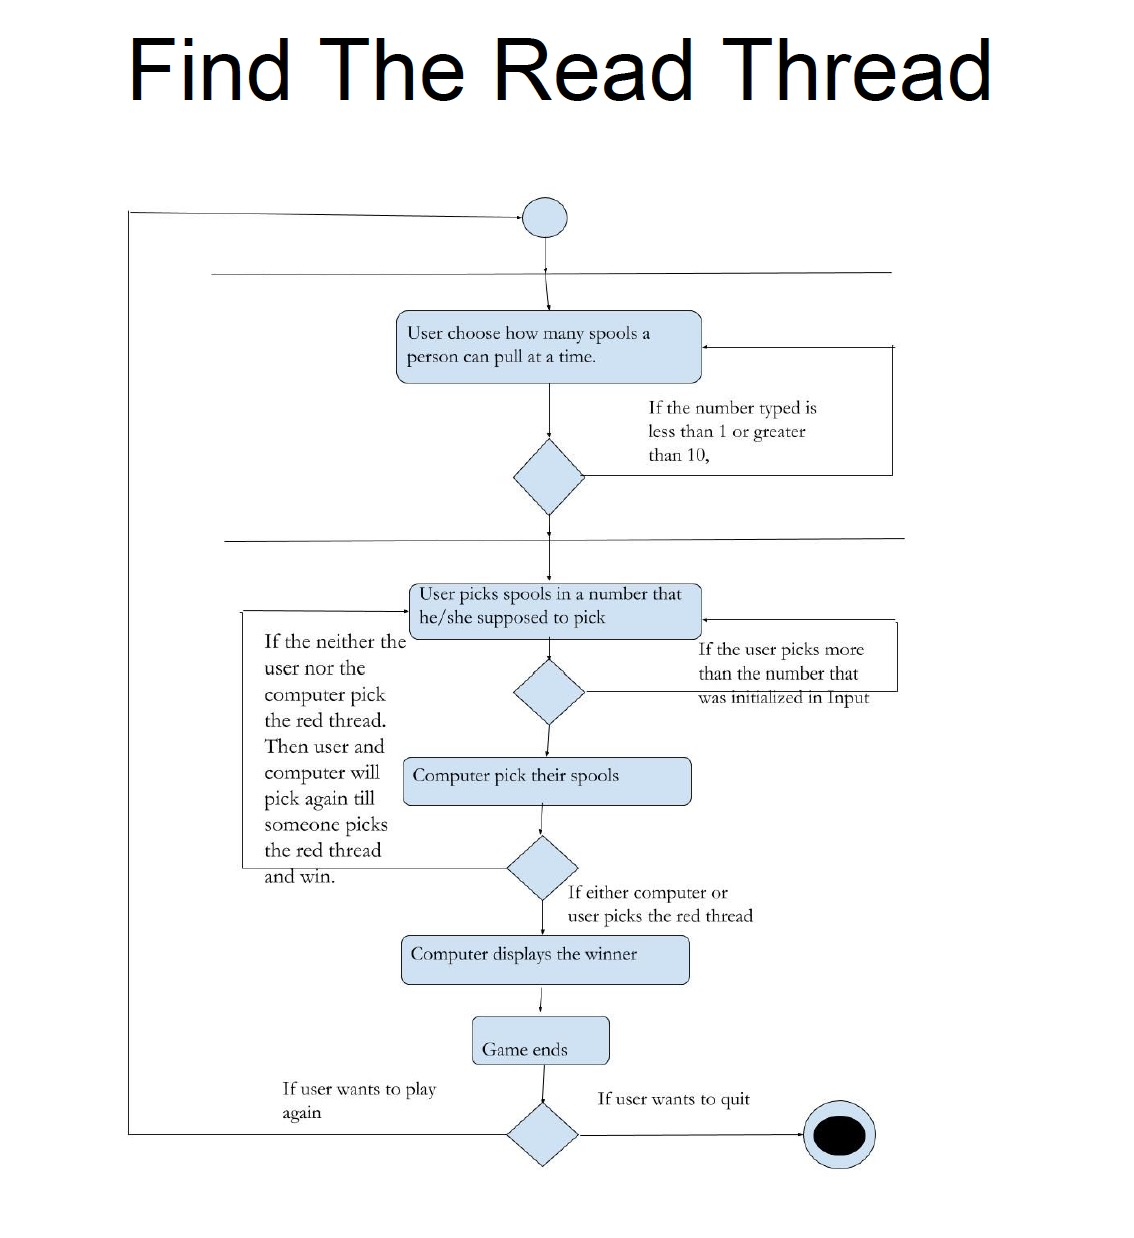 Find The Read Thread
User choose how many spools a
person can pull at a time.
If the number typed is
less than 1 or greater
than 10,
User picks spools in a number that
he/she supposed to pick
If the neither the
user nor the
computer pick
the red thread.
Then user and
computer will
pick again till
someone picks
the red thread
and win.
If the user picks more
than the number that
was initialized in Input
Computer pick their spools
If either computer or
user picks the red thread
Computer displays the winner
Game ends
If user wants to play
again
If user wants to quit